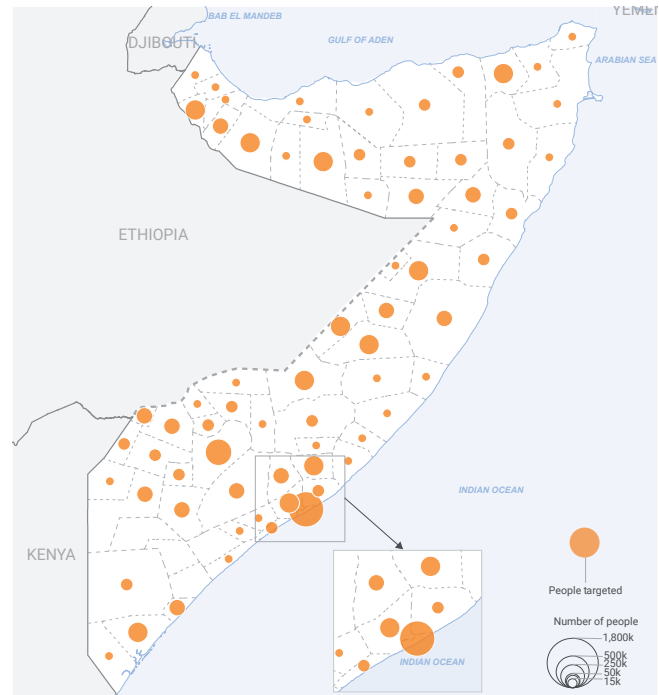 YEMEN
BAB EL MANDEB
DJIBOUTI
GULF OF ADEN
ARABIAN SEA
ETHIOPIA
INDIAN OCEAN
KENYA
People targeted
Number of people
1,800k
500k
250k
50k
15k
INDIAN OCEAN